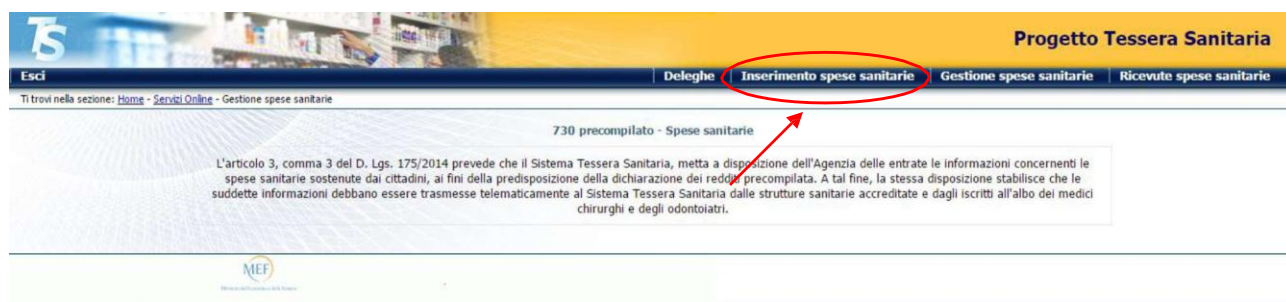 TS
Progetto Tessera Sanitaria
Esci
Deleghe
Inserimento spese sanitarie
Gestione spese sanitarie
Ricevute spese sanitarie
Ti trovi nella sezione: Home - Servizi Online - Gestione spese sanitarie
730 precompilato - Spese sanitarie
L'articolo 3, comma 3 del D. Lgs. 175/2014 prevede che il Sistema Tessera Sanitaria, metta a disposizione dell'Agenzia delle entrate le informazioni concernenti le
spese sanitarie sostenute dai cittadini, ai fini della predisposizione della dichiarazione dei redditi precompilata. A tal fine, la stessa disposizione stabilisce che le
suddette informazioni debbano essere trasmesse telematicamente al Sistema Tessera Sanitaria dalle strutture sanitarie accreditate e dagli iscritti all'albo dei medici
chirurghi e degli odontoiatri.
MEF